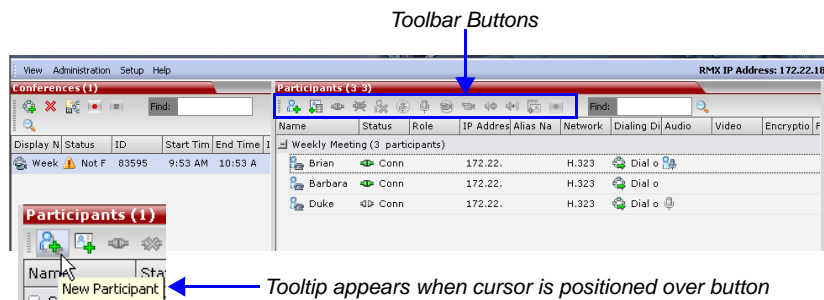 Toolbar Buttons
View Administration Setup Help
RMX IP Address: 172.22.18
Conferences (1)
Find:
Display N Status ID Start Tim End Time I
Week Not F 83595 9:53 AM 10:53 A
Participants (3 3)
Find:
Name Status Role IP Addres Alias Na Network Dialing Di Audio Video Encryptio F
Weekly Meeting (3 participants)
Brian Conn 172.22. H.323 Dial o
Barbara Conn 172.22. H.323 Dial o
Duke Conn 172.22. H.323 Dial o
Participants (1)
Name Sta
New Participant
Tooltip appears when cursor is positioned over button